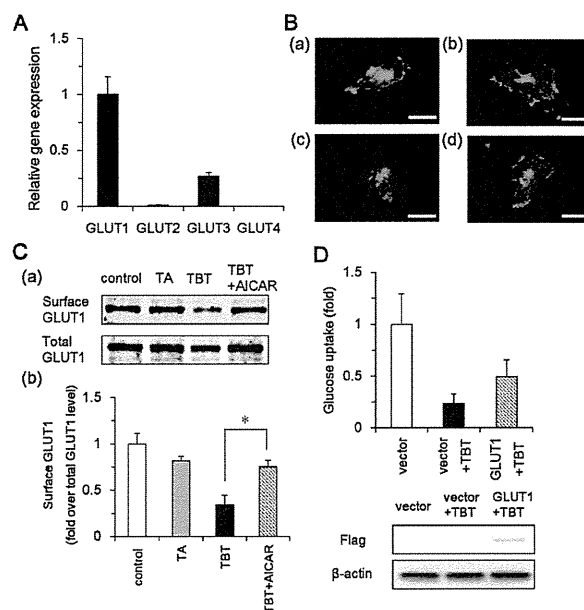 A
Relative gene expression
1.5
1
0.5
0
GLUT1 GLUT2 GLUT3 GLUT4
B
(a)
(b)
(c)
(d)
C
(a)
control TA TBT TBT
+AICAR
Surface
GLUT1
Total
GLUT1
(b)
Surface GLUT1
(fold over total GLUT1 level)
1.5
1
0.5
0
*
control
TA
TBT
TBT+AICAR
D
Glucose uptake (fold)
1.5
1
0.5
0
vector
vector
+TBT
GLUT1
+TBT
vector vector
+TBT GLUT1
+TBT
Flag
β-actin